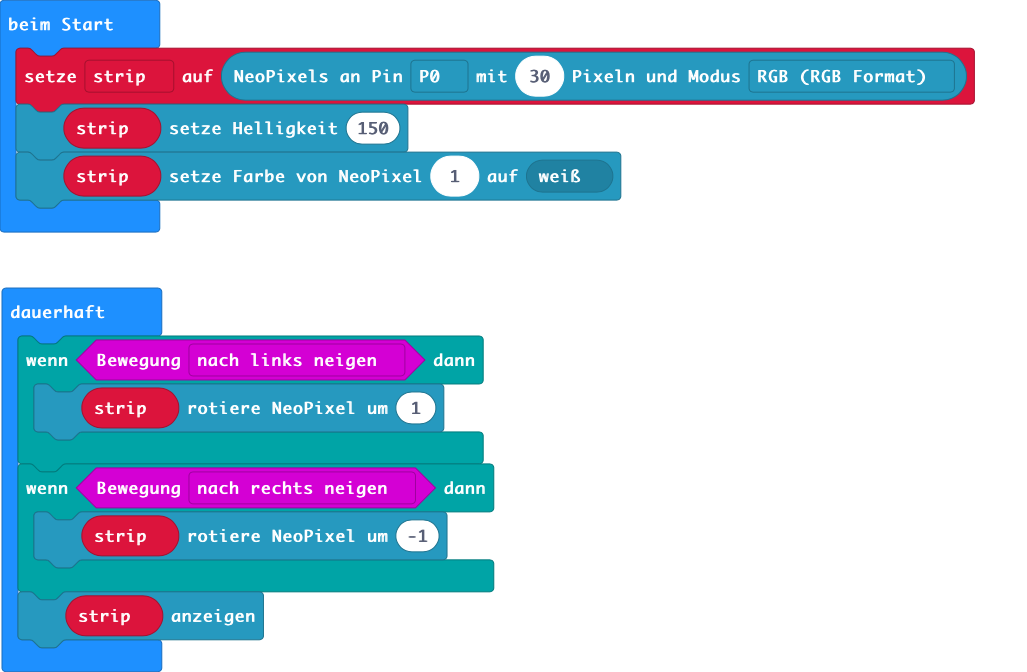 beim Start
setze strip auf NeoPixels an Pin P0 mit 30 Pixeln und Modus RGB (RGB Format)
strip setze Helligkeit 150
strip setze Farbe von NeoPixel 1 auf weiß
dauerhaft
wenn Bewegung nach links neigen dann
strip rotiere NeoPixel um 1
wenn Bewegung nach rechts neigen dann
strip rotiere NeoPixel um -1
strip anzeigen